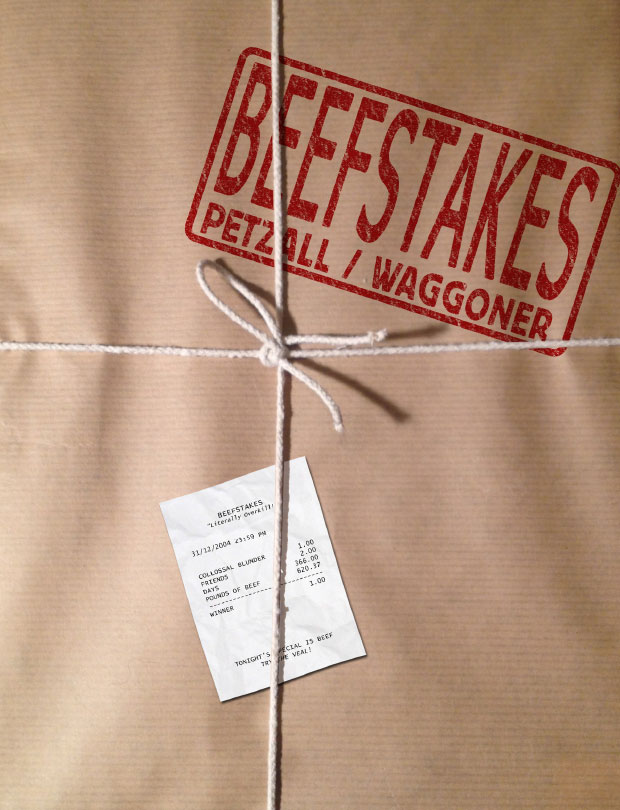 BEEFSTAKES
PETZALL / WAGGONER
BEEFSTAKES
"Literally Overkill"
31/12/2004 23:59 PM
COLLOSSAL BLUNDER 1.00
FRIENDS 2.00
DAYS 366.00
POUNDS OF BEEF 620.37
WINNER 1.00
TONIGHT'S SPECIAL IS BEEF
TRY THE VEAL!